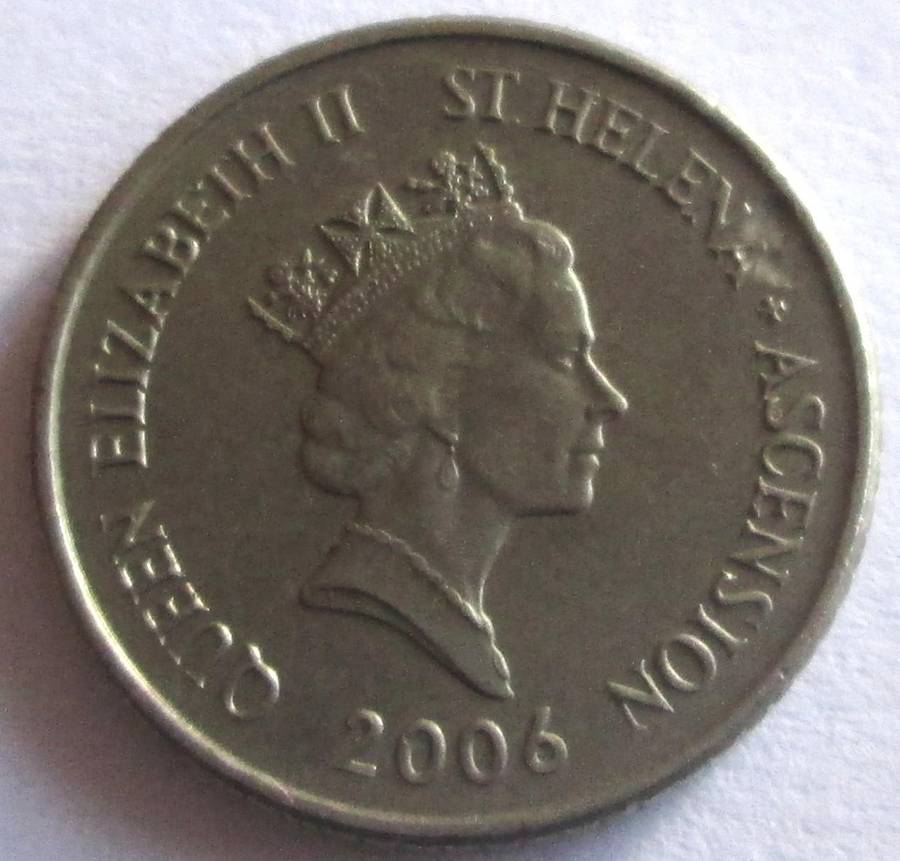 QUEEN ELIZABETH II ST. HELENA ASCENSION
2006